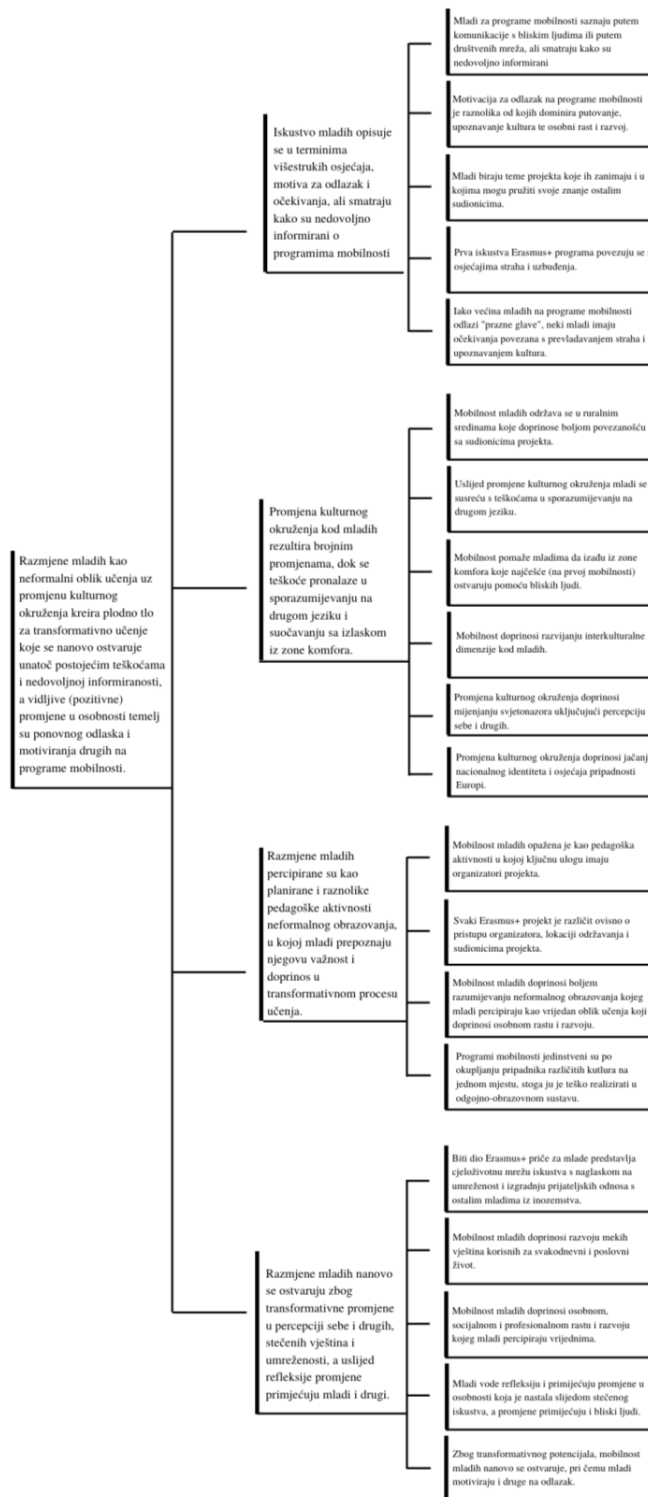 Razmjene mladih kao
neformalni oblik učenja uz
promjenu kulturnog
okruženja kreira plodno tlo
za transformativno učenje
koje se nanovo ostvaruje
unatoč postojećim teškoćama
i nedovoljnoj informiranosti,
a vidljive (pozitivne)
promjene u osobnosti temelj
su ponovnog odlaska i
motiviranja drugih na
programe mobilnosti.
Iskustvo mladih opisuje
se u terminima
višestrukih osjećaja,
motiva za odlazak i
očekivanja, ali smatraju
kako su nedovoljno
informirani o
programima mobilnosti
Mladi za programe mobilnosti saznaju putem
komunikacije s bliskim ljudima ili putem
društvenih mreža, ali smatraju kako su
nedovoljno informirani
Motivacija za odlazak na programe mobilnosti
je raznolika od kojih dominira putovanje,
upoznavanje kultura te osobni rast i razvoj.
Mladi biraju teme projekta koje ih zanimaju i u
kojima mogu pružiti svoje znanje ostalim
sudionicima.
Prva iskustva Erasmus+ programa povezuju se s
osjećajima straha i uzbuđenja.
Iako većina mladih na programe mobilnosti
odlazi "prazne glave", neki mladi imaju
očekivanja povezana s prevladavanjem straha i
upoznavanjem kultura.
Promjena kulturnog
okruženja kod mladih
rezultira brojnim
promjenama, dok se
teškoće pronalaze u
sporazumijevanju na
drugom jeziku i
suočavanju sa izlaskom
iz zone komfora.
Mobilnost mladih održava se u ruralnim
sredinama koje doprinose boljom povezanošću
sa sudionicima projekta.
Uslijed promjene kulturnog okruženja mladi se
susreću s teškoćama u sporazumijevanju na
drugom jeziku.
Mobilnost pomaže mladima da izađu iz zone
komfora koje najčešće (na prvoj mobilnosti)
ostvaruju pomoću bliskih ljudi.
Mobilnost doprinosi razvijanju interkulturalne
dimenzije kod mladih.
Promjena kulturnog okruženja doprinosi
mijenjanju svjetonazora uključujući percepciju
sebe i drugih.
Promjena kulturnog okruženja doprinosi jačanj
nacionalnog identiteta i osjećaja pripadnosti
Europi.
Razmjene mladih
percipirane su kao
planirane i raznolike
pedagoške aktivnosti
neformalnog obrazovanja,
u kojoj mladi prepoznaju
njegovu važnost i
doprinos u
transformativnom procesu
učenja.
Mobilnost mladih opažena je kao pedagoška
aktivnosti u kojoj ključnu ulogu imaju
organizatori projekta.
Svaki Erasmus+ projekt je različit ovisno o
pristupu organizatora, lokaciji održavanja i
sudionicima projekta.
Mobilnost mladih doprinosi boljem
razumijevanju neformalnog obrazovanja kojeg
mladi percipiraju kao vrijedan oblik učenja koji
doprinosi osobnom rastu i razvoju.
Programi mobilnosti jedinstveni su po
okupljanju pripadnika različitih kutlura na
jednom mjestu, stoga ju je teško realizirati u
odgojno-obrazovnom sustavu.
Razmjene mladih nanovo
se ostvaruju zbog
transformativne promjene
u percepciji sebe i drugih,
stečenih vještina i
umreženosti, a uslijed
refleksije promjene
primjećuju mladi i drugi.
Biti dio Erasmus+ priče za mlade predstavlja
cjeloživotnu mrežu iskustva s naglaskom na
umreženost i izgradnju prijateljskih odnosa s
ostalim mladima iz inozemstva.
Mobilnost mladih doprinosi razvoju mekih
vještina korisnih za svakodnevni i poslovni
život.
Mobilnost mladih doprinosi osobnom,
socijalnom i profesionalnom rastu i razvoju
kojeg mladi percipiraju vrijednima.
Mladi vode refleksiju i primijećuju promjene u
osobnosti koja je nastala slijedom stečenog
iskustva, a promjene primijećuju i bliski ljudi.
Zbog transformativnog potencijala, mobilnost
mladih nanovo se ostvaruje, pri čemu mladi
motiviraju i druge na odlazak.